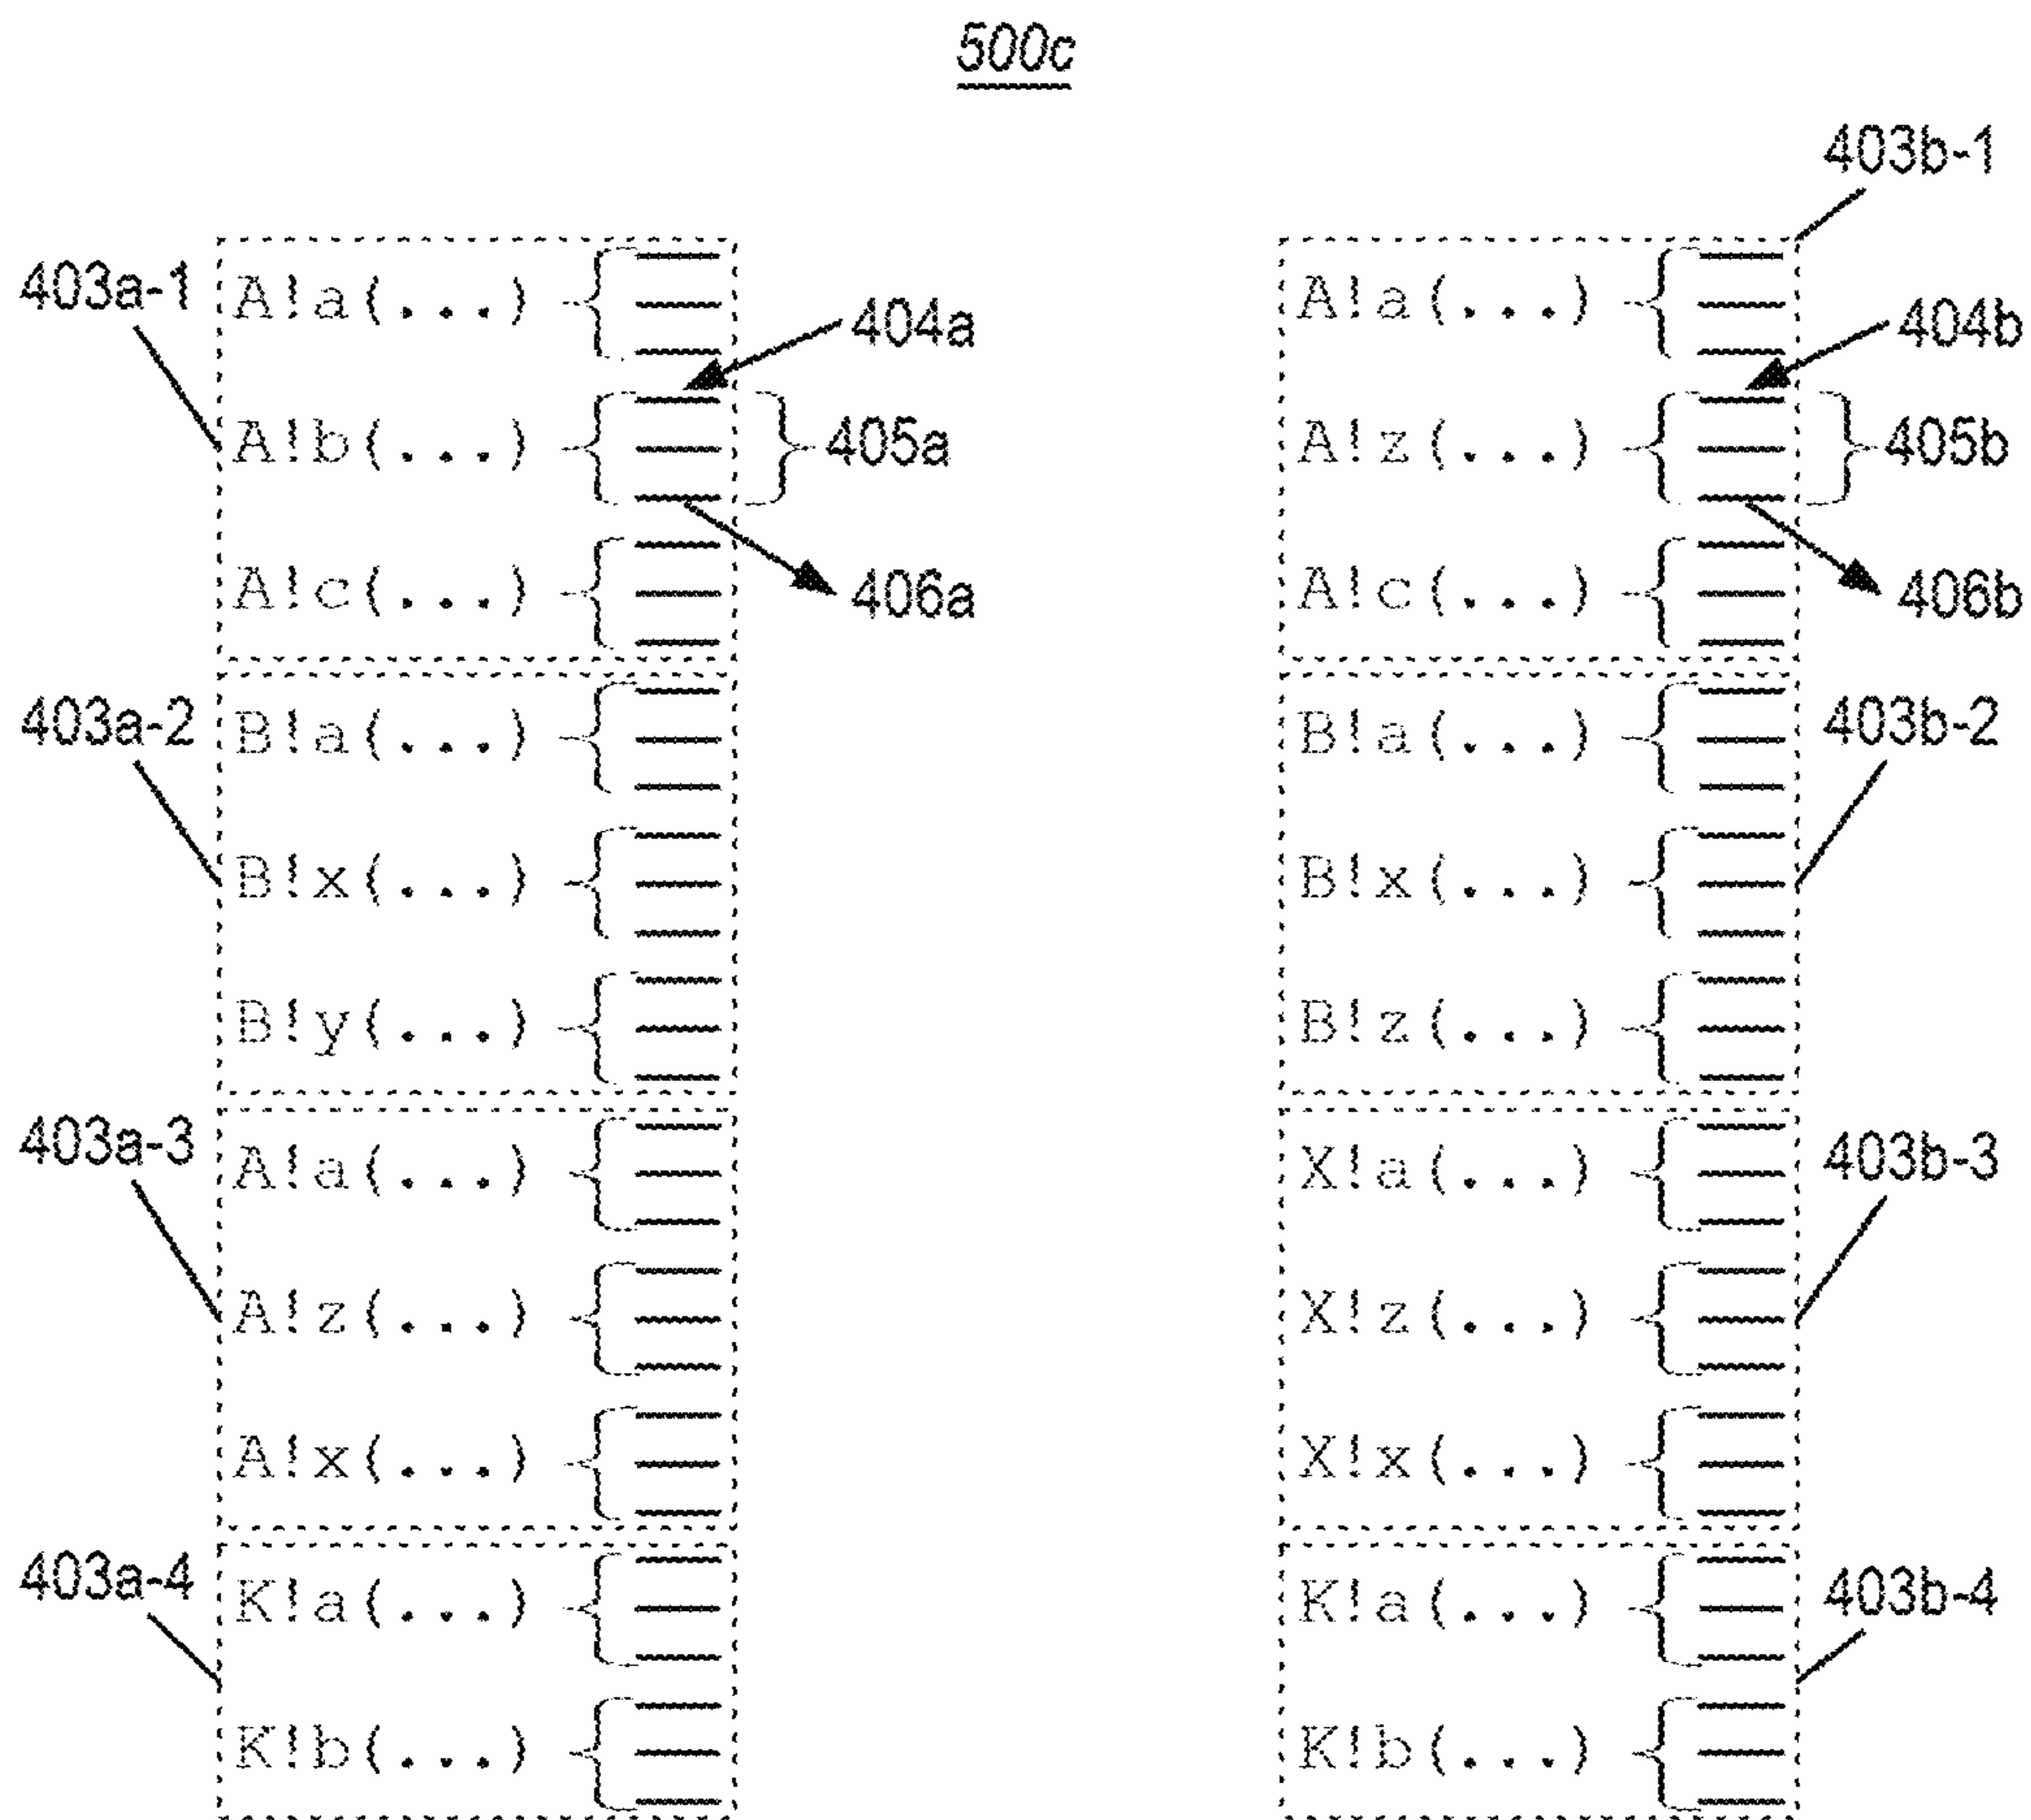 500c
403b-1
403a-1 A!a(...) A!a(...)
404a 404b
A!b(...) 405a A!z(...) 405b
A!c(...) 406a A!c(...) 406b
403a-2 B!a(...) B!a(...) 403b-2
B!x(...) B!x(...)
B!y(...) B!z(...)
403a-3 A!a(...) X!a(...) 403b-3
A!z(...) X!z(...)
A!x(...) X!x(...)
403a-4 K!a(...) K!a(...) 403b-4
K!b(...) K!b(...)